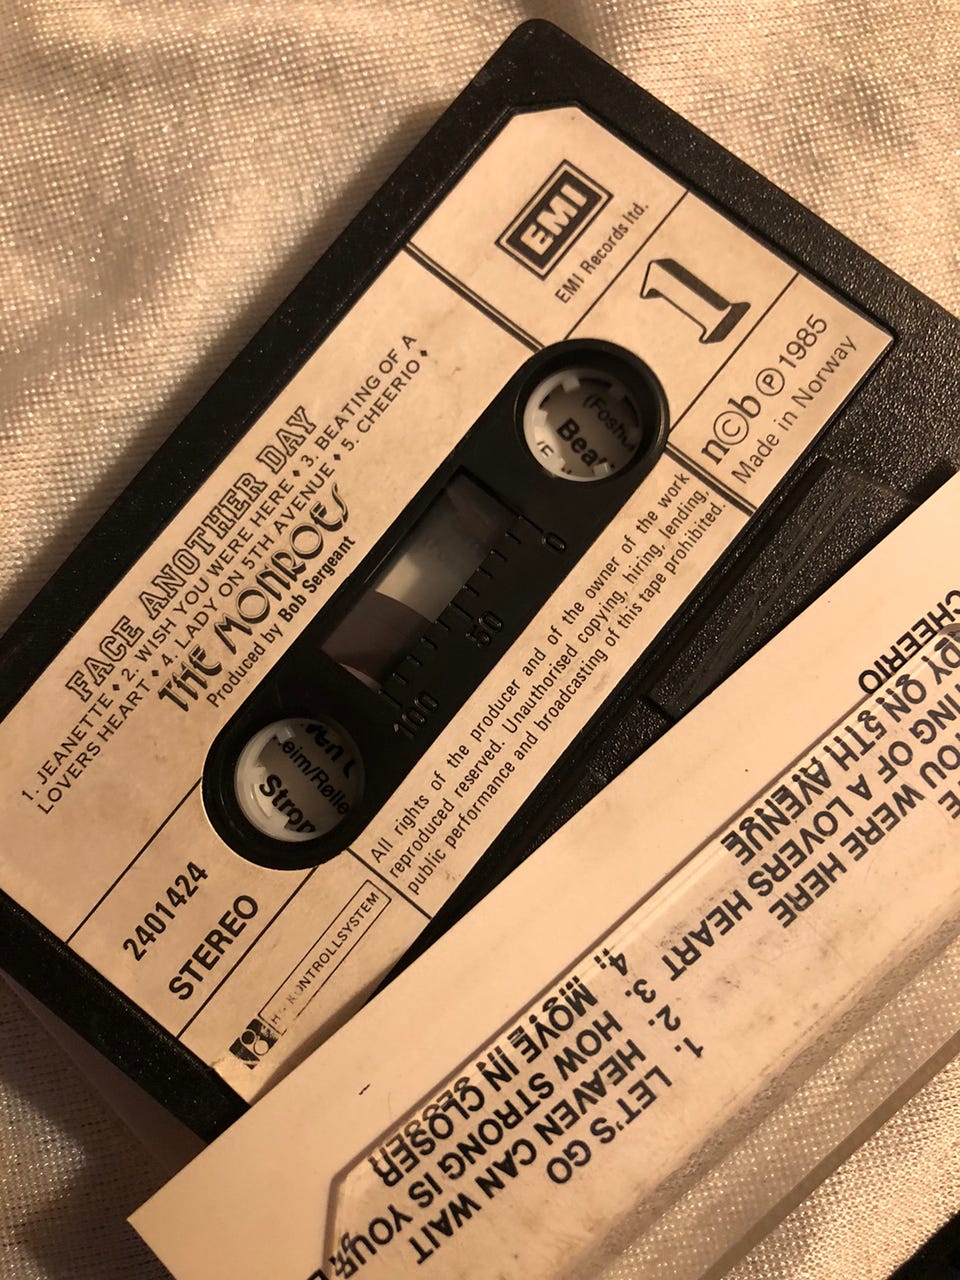 EMI
EMI Records ltd.
1
n©b ℗ 1985
Made in Norway
FACE ANOTHER DAY
1. JEANETTE ♦ 2. WISH YOU WERE HERE ♦ 3. BEATING OF A
LOVERS HEART ♦ 4. LADY ON 5TH AVENUE ♦ 5. CHEERIO ♦
THE MONROES
Produced by Bob Sergeant
0
50
100
All rights of the producer and of the owner of the work
reproduced reserved. Unauthorised copying, hiring, lending,
public performance and broadcasting of this tape prohibited.
2401424
STEREO
KONTROLLSYSTEM
CHEERIO
ON 5TH AVENUE
OF A LOVERS HEART
WERE HERE
1.
2.
3.
4.
LET'S GO
HEAVEN CAN WAIT
HOW STRONG IS YOUR
MOVE IN CLOSER